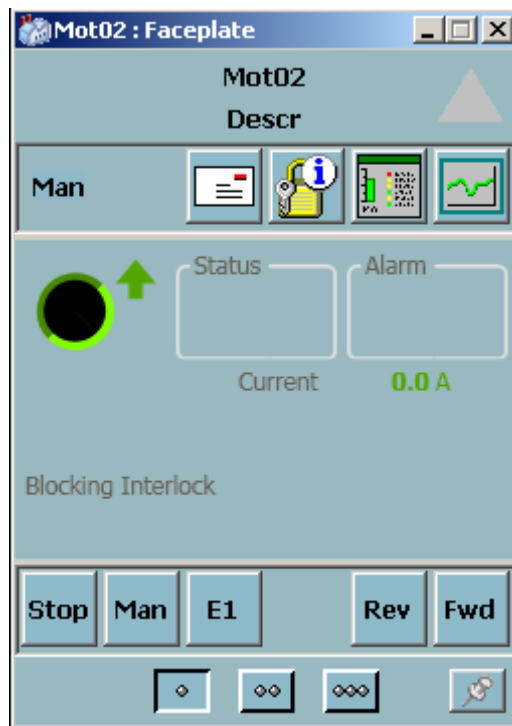 Mot02 : Faceplate
Mot02
Descr
Man
Status
Alarm
Current 0.0 A
Blocking Interlock
Stop Man E1 Rev Fwd